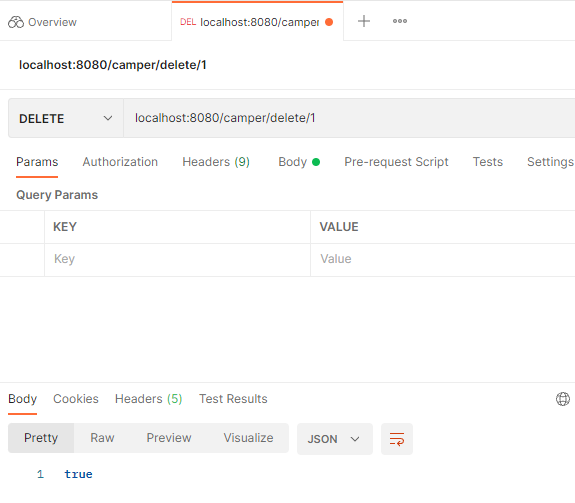 Overview
DEL localhost:8080/camper
localhost:8080/camper/delete/1
DELETE localhost:8080/camper/delete/1
Params Authorization Headers (9) Body Pre-request Script Tests Settings
Query Params
KEY VALUE
Key Value
Body Cookies Headers (5) Test Results
Pretty Raw Preview Visualize JSON
1 true